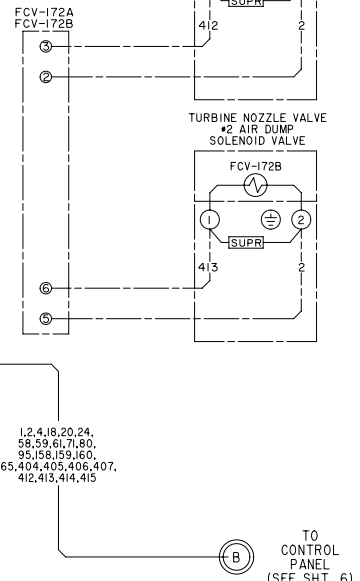 SUPR
FCV-172A
FCV-172B
412
2
3
2
TURBINE NOZZLE VALVE
#2 AIR DUMP
SOLENOID VALVE
FCV-172B
1
2
SUPR
413
2
6
5
1,2,4,18,20,24,
58,59,61,71,80,
95,158,159,160,
65,404,405,406,407,
412,413,414,415
B
TO
CONTROL
PANEL
(SEE SHT. 6)